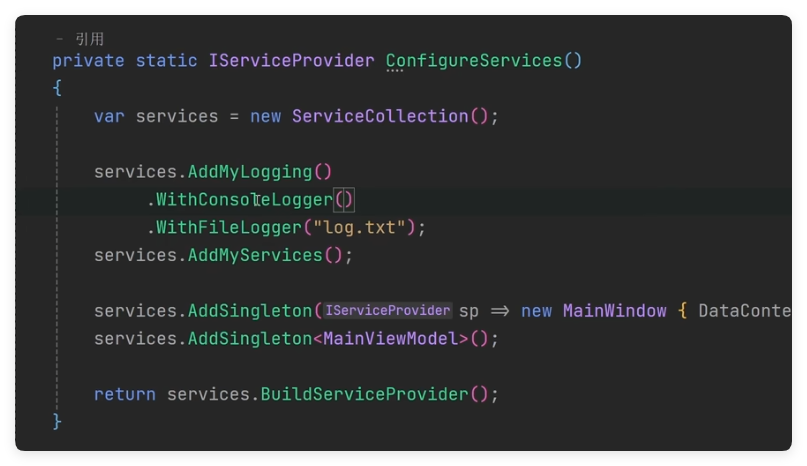 - 引用
private static IServiceProvider ConfigureServices()
{
var services = new ServiceCollection();
services.AddMyLogging()
.WithConsoleLogger()
.WithFileLogger("log.txt");
services.AddMyServices();
services.AddSingleton(IServiceProvider sp => new MainWindow { DataConte
services.AddSingleton<MainViewModel>();
return services.BuildServiceProvider();
}